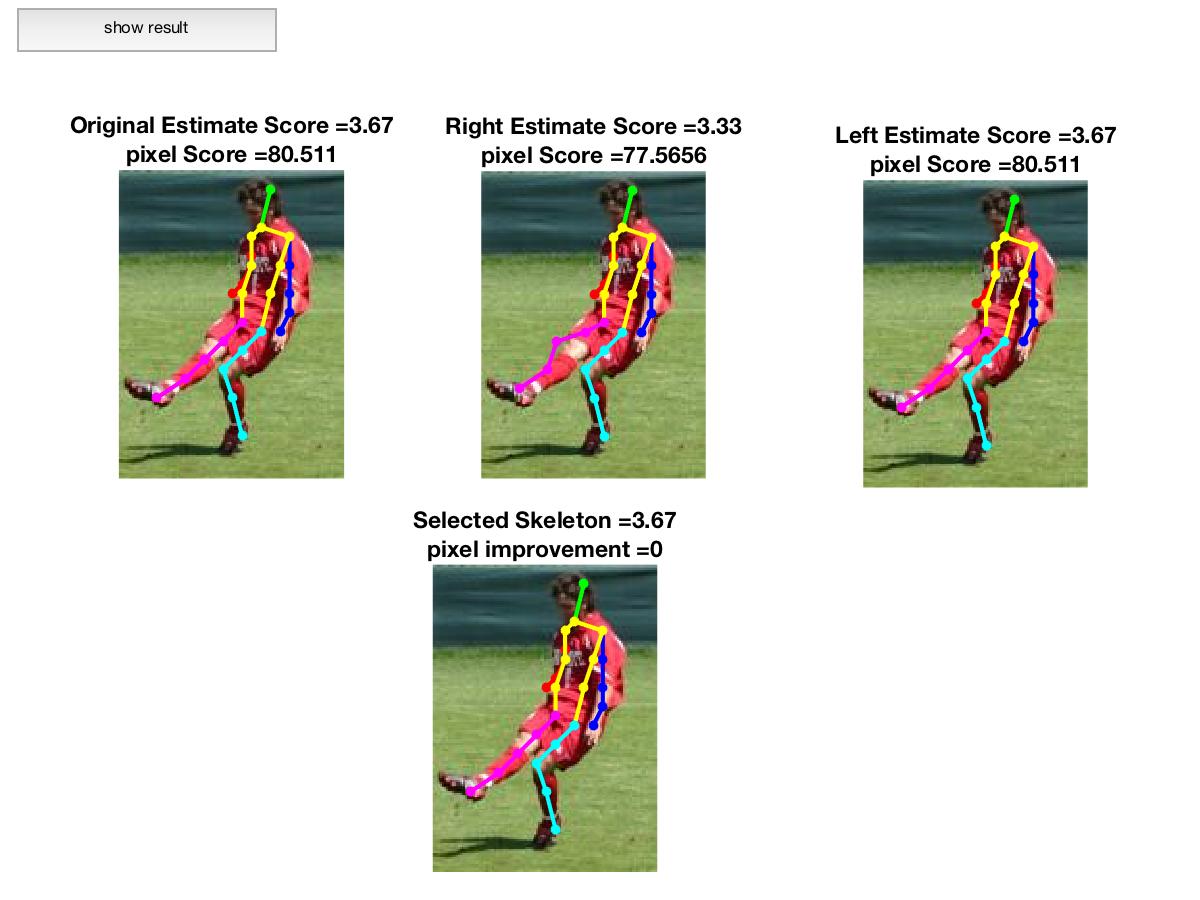 show result
Original Estimate Score =3.67
pixel Score =80.511
Right Estimate Score =3.33
pixel Score =77.5656
Left Estimate Score =3.67
pixel Score =80.511
Selected Skeleton =3.67
pixel improvement =0